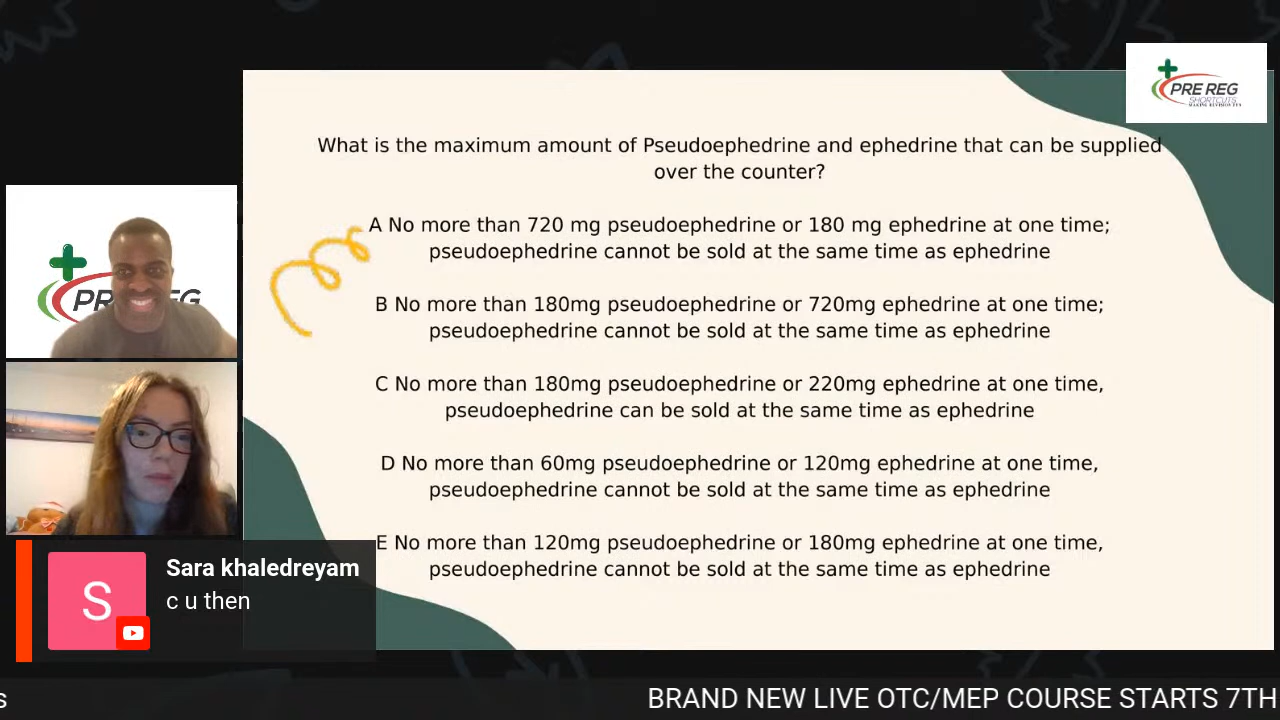 PRE REG
SHORTCUTS
MAKING REVISION FUN
What is the maximum amount of Pseudoephedrine and ephedrine that can be supplied
over the counter?
A No more than 720 mg pseudoephedrine or 180 mg ephedrine at one time;
pseudoephedrine cannot be sold at the same time as ephedrine
B No more than 180mg pseudoephedrine or 720mg ephedrine at one time;
pseudoephedrine cannot be sold at the same time as ephedrine
C No more than 180mg pseudoephedrine or 220mg ephedrine at one time,
pseudoephedrine can be sold at the same time as ephedrine
D No more than 60mg pseudoephedrine or 120mg ephedrine at one time,
pseudoephedrine cannot be sold at the same time as ephedrine
E No more than 120mg pseudoephedrine or 180mg ephedrine at one time,
pseudoephedrine cannot be sold at the same time as ephedrine
PR REG
S
Sara khaledreyam
c u then
s
BRAND NEW LIVE OTC/MEP COURSE STARTS 7TH